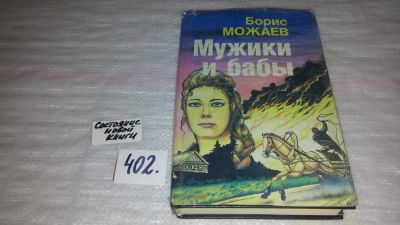 Борис
МОЖАЕВ
Мужики
и бабы
Состояние
новой
книги
402.